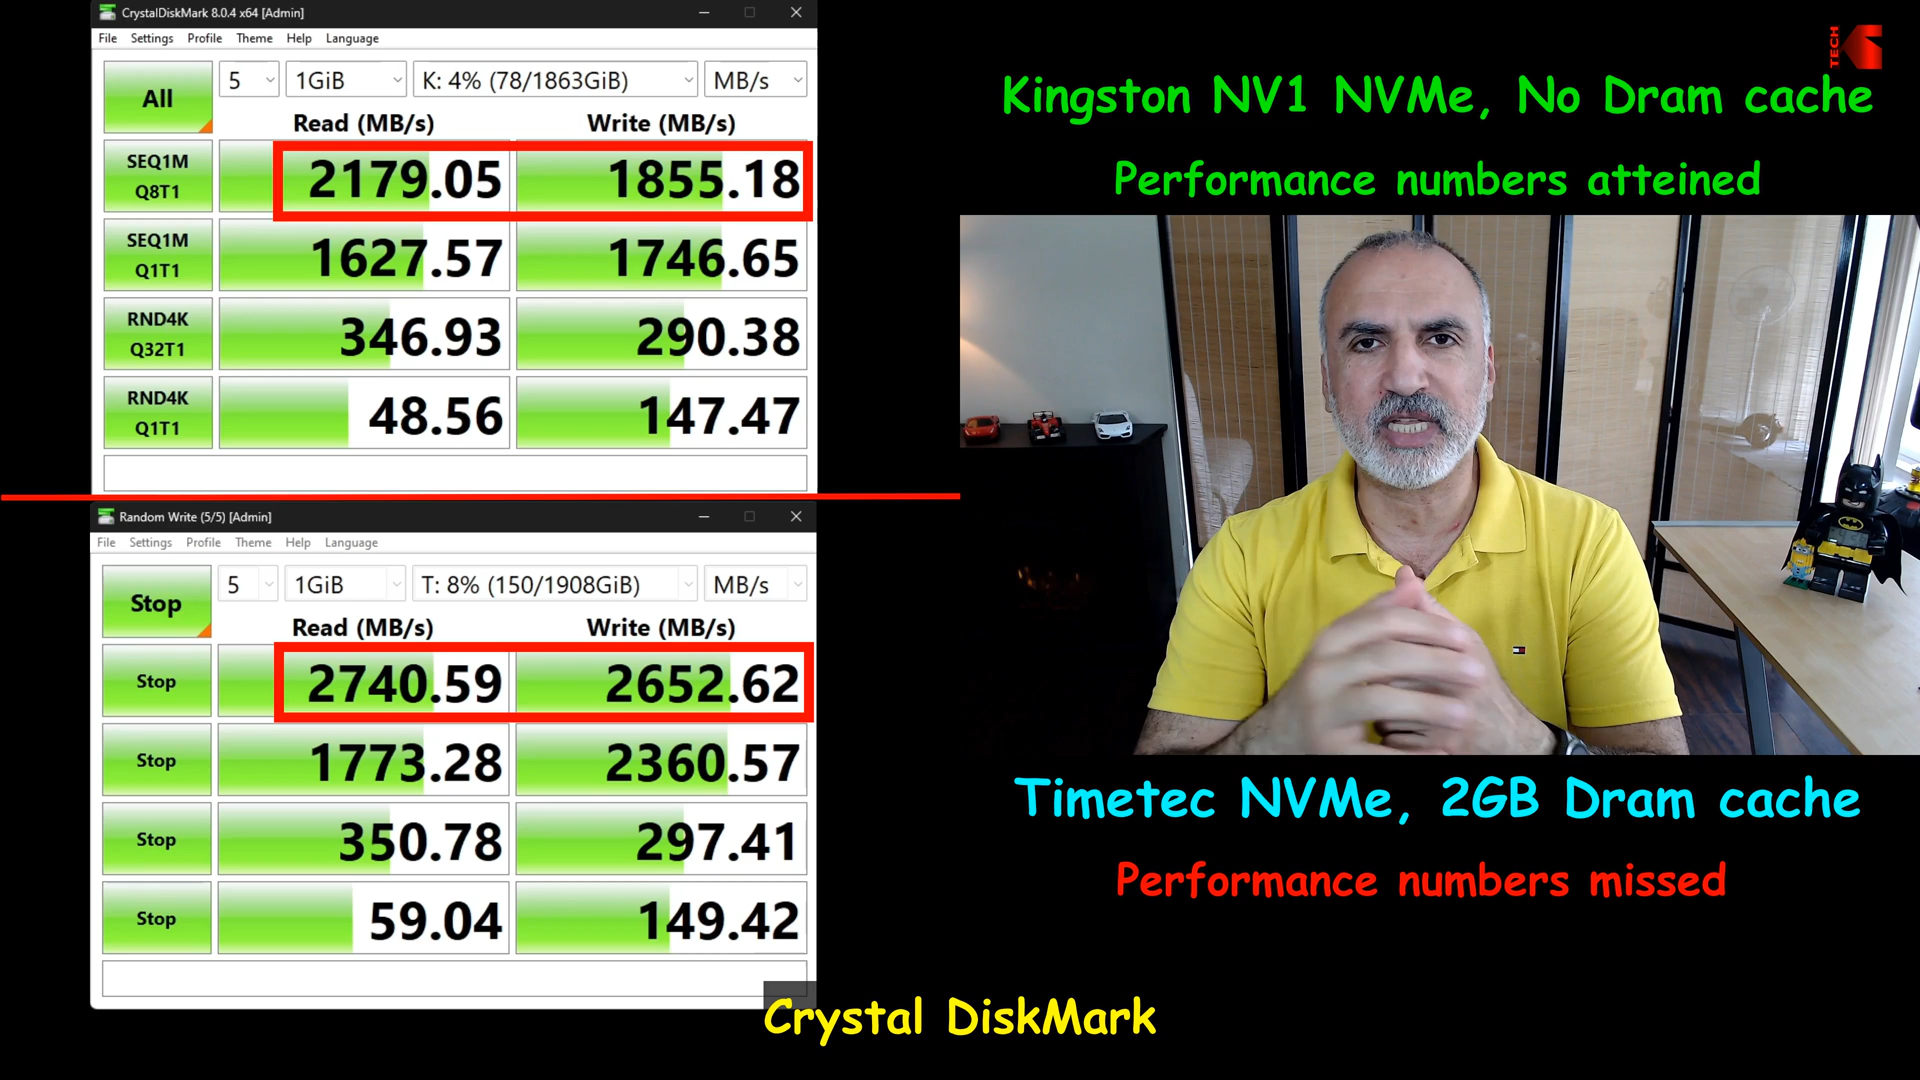 CrystalDiskMark 8.0.4 x64 [Admin]
File Settings Profile Theme Help Language
All 5 1GiB K: 4% (78/1863GiB) MB/s
Read (MB/s) Write (MB/s)
SEQ1M Q8T1 2179.05 1855.18
SEQ1M Q1T1 1627.57 1746.65
RND4K Q32T1 346.93 290.38
RND4K Q1T1 48.56 147.47
Random Write (5/5) [Admin]
File Settings Profile Theme Help Language
Stop 5 1GiB T: 8% (150/1908GiB) MB/s
Read (MB/s) Write (MB/s)
Stop 2740.59 2652.62
Stop 1773.28 2360.57
Stop 350.78 297.41
Stop 59.04 149.42
TECH
Kingston NV1 NVMe, No Dram cache
Performance numbers atteined
Timetec NVMe, 2GB Dram cache
Performance numbers missed
Crystal DiskMark